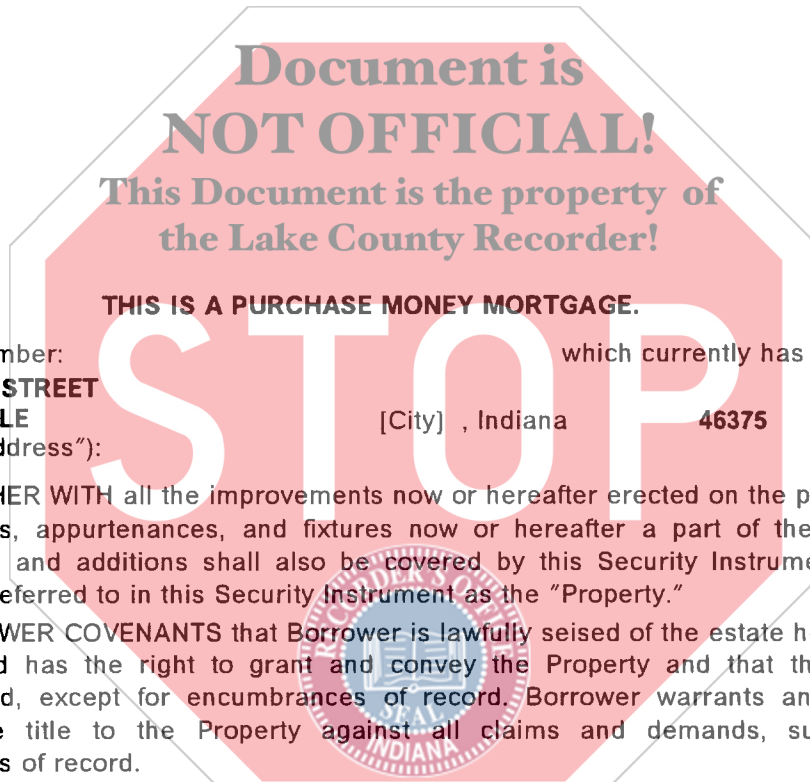 Document is
NOT OFFICIAL!
This Document is the property of
the Lake County Recorder!
THIS IS A PURCHASE MONEY MORTGAGE.
mber: which currently has
STREET
LE [City] , Indiana 46375
ddress"):
HER WITH all the improvements now or hereafter erected on the p
s, appurtenances, and fixtures now or hereafter a part of the
and additions shall also be covered by this Security Instrume
eferred to in this Security Instrument as the "Property."
WER COVENANTS that Borrower is lawfully seised of the estate h
d has the right to grant and convey the Property and that th
d, except for encumbrances of record. Borrower warrants an
e title to the Property against all claims and demands, su
s of record.
STOP
RECORDER'S OFFICE
SEAL
INDIANA